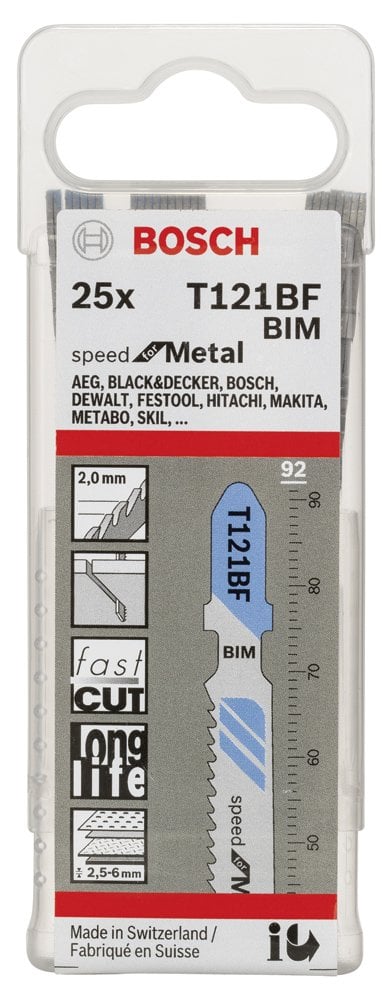 BOSCH
25x T121BF
BIM
speed for Metal
AEG, BLACK&DECKER, BOSCH,
DEWALT, FESTOOL, HITACHI, MAKITA,
METABO, SKIL, ...
2,0 mm
fast
CUT
long
life
2,5-6 mm
92
90
80
70
60
50
T121BF
BIM
speed for M
Made in Switzerland /
Fabriqué en Suisse